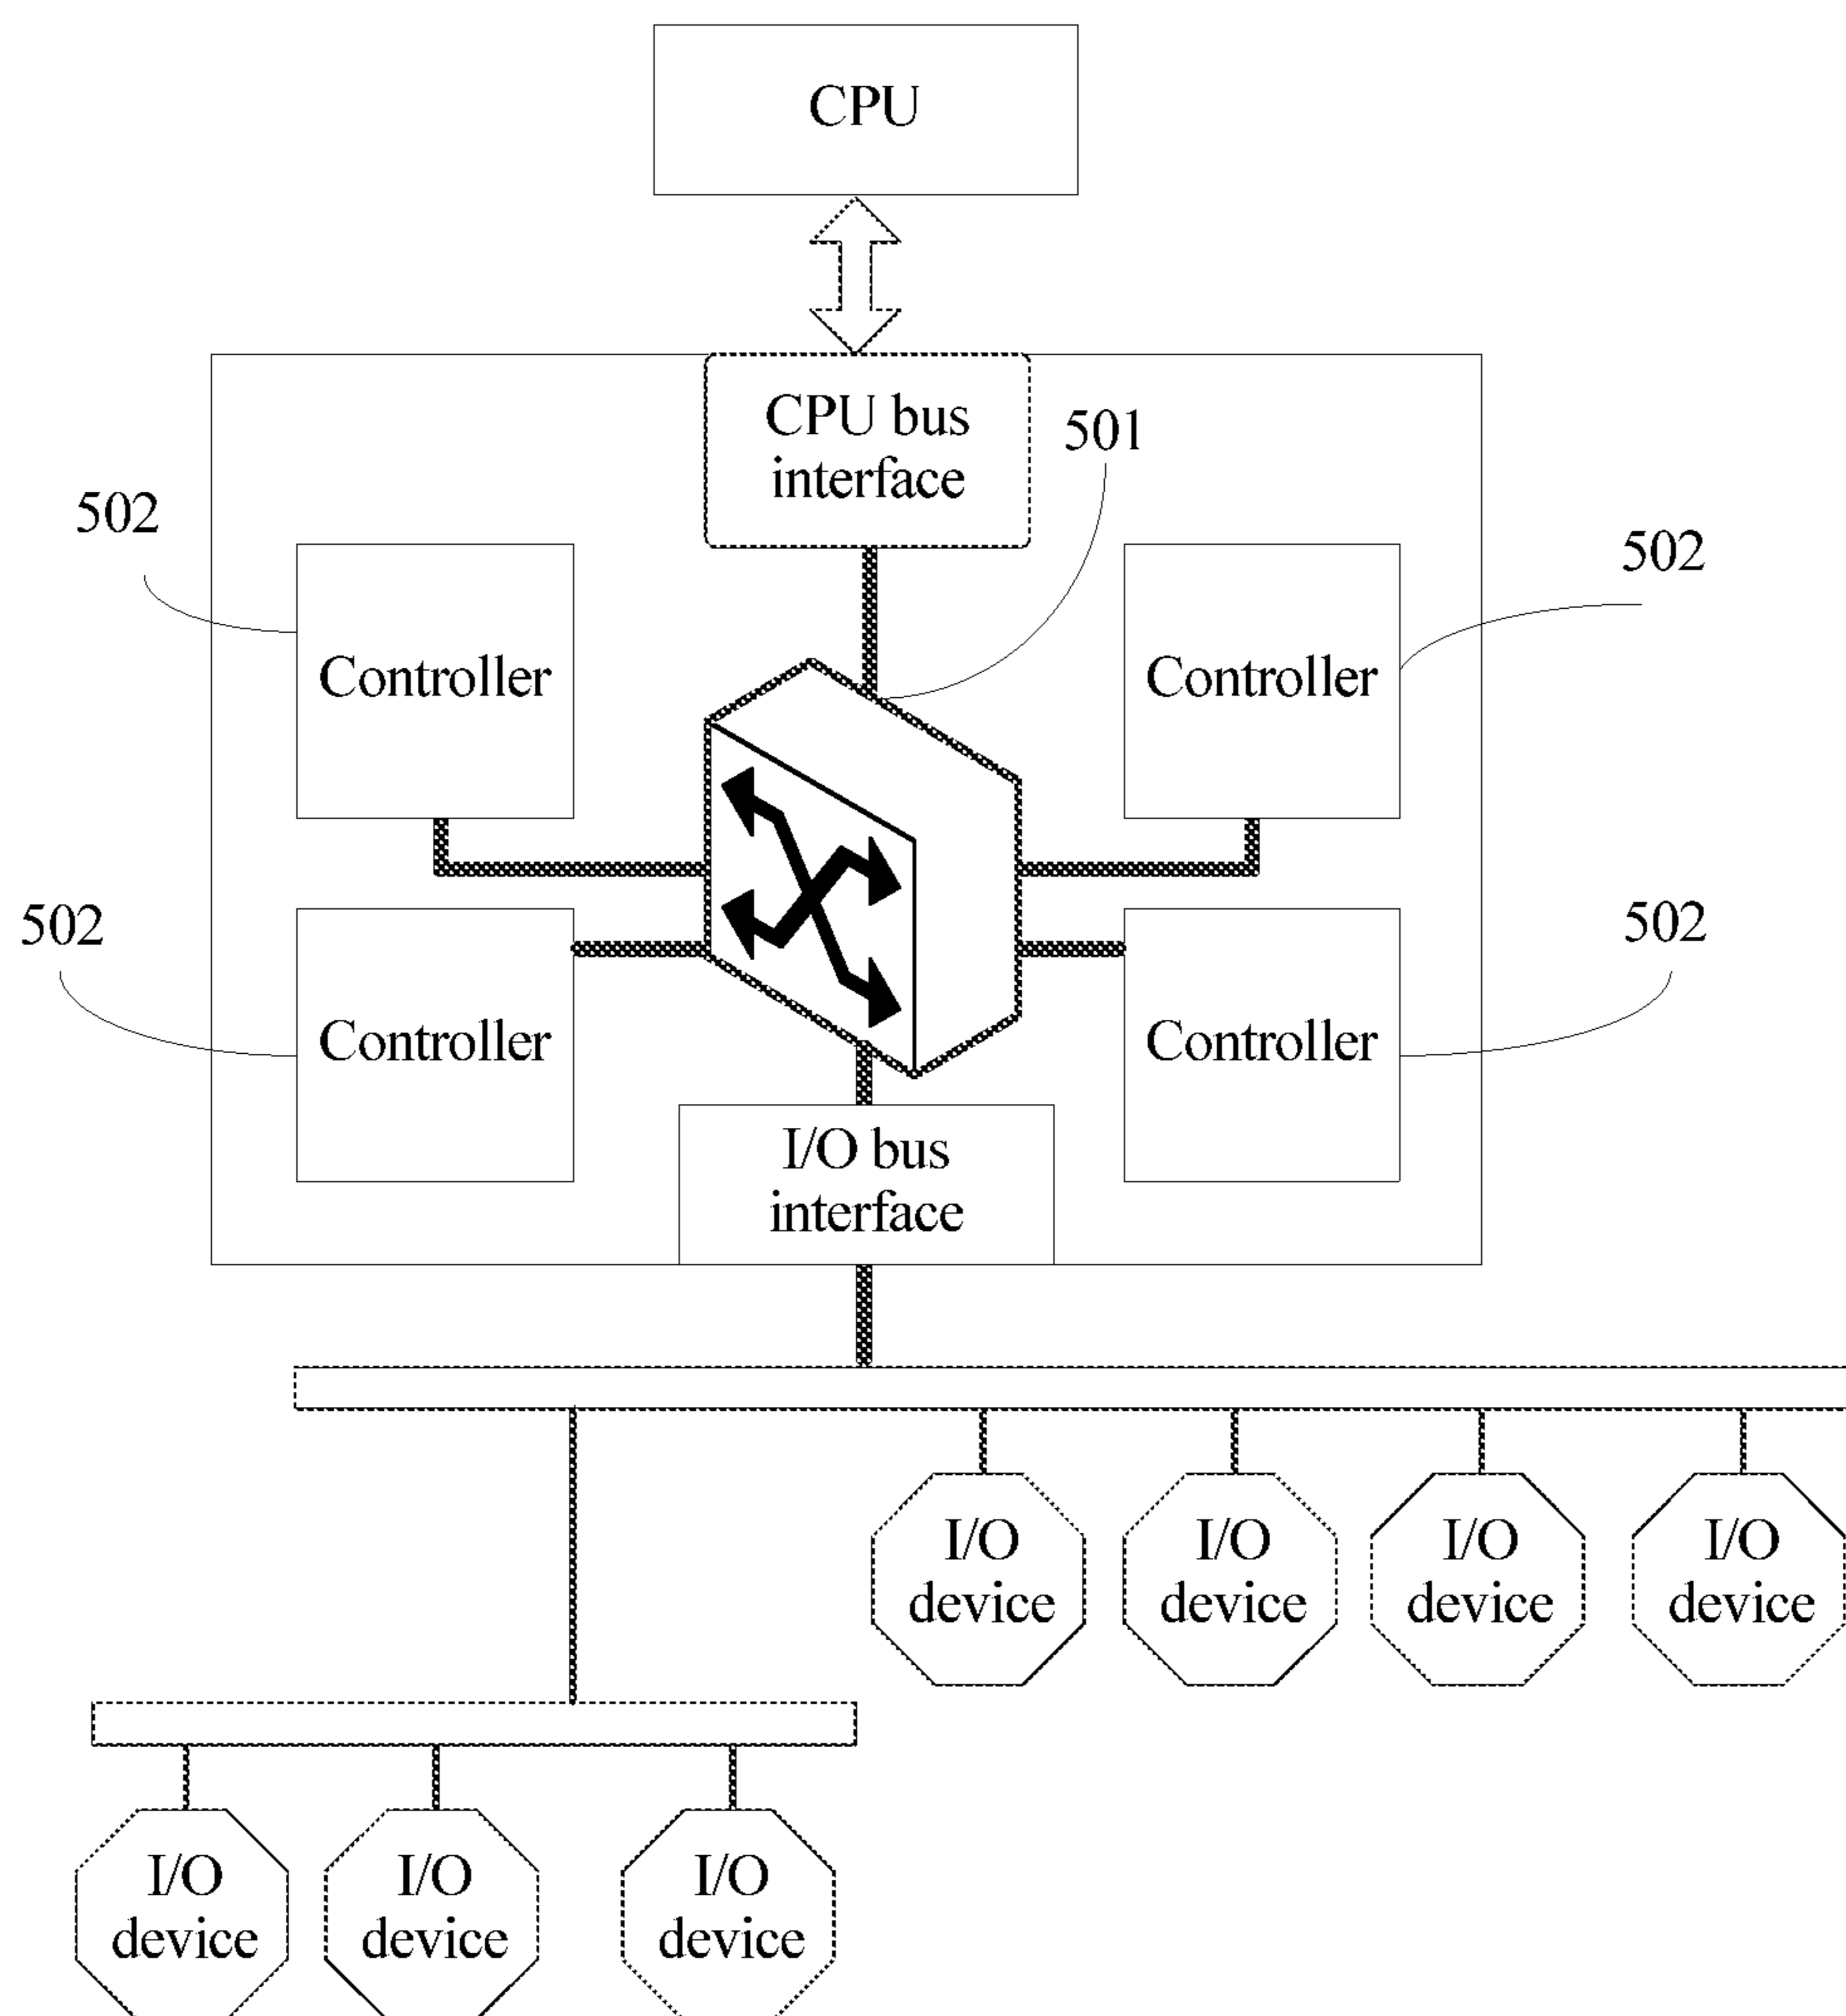 CPU
CPU bus
interface
501
502
502
Controller
Controller
502
502
Controller
Controller
I/O bus
interface
I/O
device
I/O
device
I/O
device
I/O
device
I/O
device
I/O
device
I/O
device